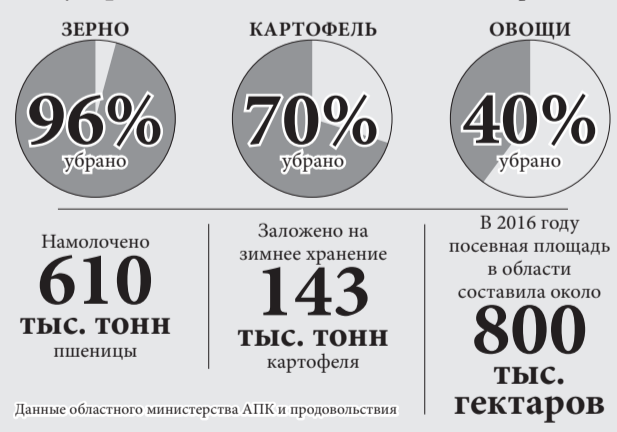 ЗЕРНО
96%
убрано
КАРТОФЕЛЬ
70%
убрано
ОВОЩИ
40%
убрано
Намолочено
610
тыс. тонн
пшеницы
Заложено на
зимнее хранение
143
тыс. тонн
картофеля
В 2016 году
посевная площадь
в области
составила около
800
тыс.
гектаров
Данные областного министерства АПК и продовольствия